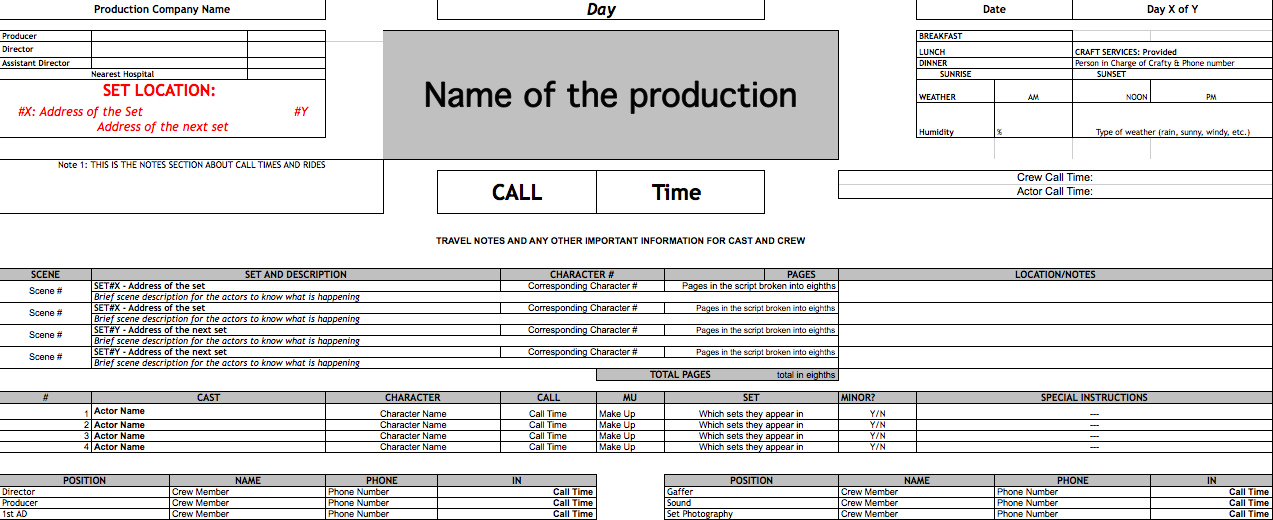 Production Company Name
Day
Date Day X of Y
Producer
Director
Assistant Director
Nearest Hospital
SET LOCATION:
#X: Address of the Set #Y
Address of the next set
Name of the production
BREAKFAST
LUNCH CRAFT SERVICES: Provided
DINNER Person in Charge of Crafty & Phone number
SUNRISE SUNSET
WEATHER AM NOON PM
Humidity % Type of weather (rain, sunny, windy, etc.)
Note 1: THIS IS THE NOTES SECTION ABOUT CALL TIMES AND RIDES
CALL Time
Crew Call Time:
Actor Call Time:
TRAVEL NOTES AND ANY OTHER IMPORTANT INFORMATION FOR CAST AND CREW
SCENE SET AND DESCRIPTION CHARACTER # PAGES LOCATION/NOTES
Scene # SET#X - Address of the set Corresponding Character # Pages in the script broken into eighths
Brief scene description for the actors to know what is happening
Scene # SET#X - Address of the set Corresponding Character # Pages in the script broken into eighths
Brief scene description for the actors to know what is happening
Scene # SET#Y - Address of the next set Corresponding Character # Pages in the script broken into eighths
Brief scene description for the actors to know what is happening
Scene # SET#Y - Address of the next set Corresponding Character # Pages in the script broken into eighths
Brief scene description for the actors to know what is happening
TOTAL PAGES total in eighths
# CAST CHARACTER CALL MU SET MINOR? SPECIAL INSTRUCTIONS
1 Actor Name Character Name Call Time Make Up Which sets they appear in Y/N ---
2 Actor Name Character Name Call Time Make Up Which sets they appear in Y/N ---
3 Actor Name Character Name Call Time Make Up Which sets they appear in Y/N ---
4 Actor Name Character Name Call Time Make Up Which sets they appear in Y/N ---
POSITION NAME PHONE IN POSITION NAME PHONE IN
Director Crew Member Phone Number Call Time Gaffer Crew Member Phone Number Call Time
Producer Crew Member Phone Number Call Time Sound Crew Member Phone Number Call Time
1st AD Crew Member Phone Number Call Time Set Photography Crew Member Phone Number Call Time